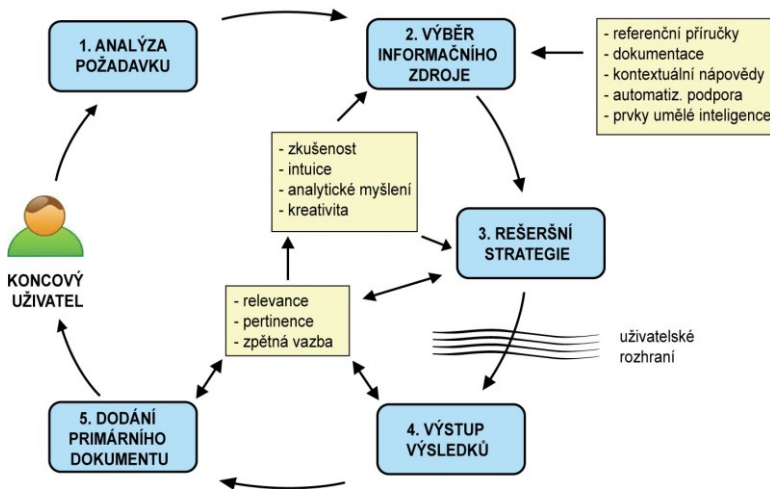 1. ANALÝZA
POŽADAVKU
2. VÝBĚR
INFORMAČNÍHO
ZDROJE
- referenční příručky
- dokumentace
- kontextuální nápovědy
- automatiz. podpora
- prvky umělé inteligence
- zkušenost
- intuice
- analytické myšlení
- kreativita
3. REŠERŠNÍ
STRATEGIE
KONCOVÝ
UŽIVATEL
- relevance
- pertinence
- zpětná vazba
uživatelské
rozhraní
5. DODÁNÍ
PRIMÁRNÍHO
DOKUMENTU
4. VÝSTUP
VÝSLEDKŮ